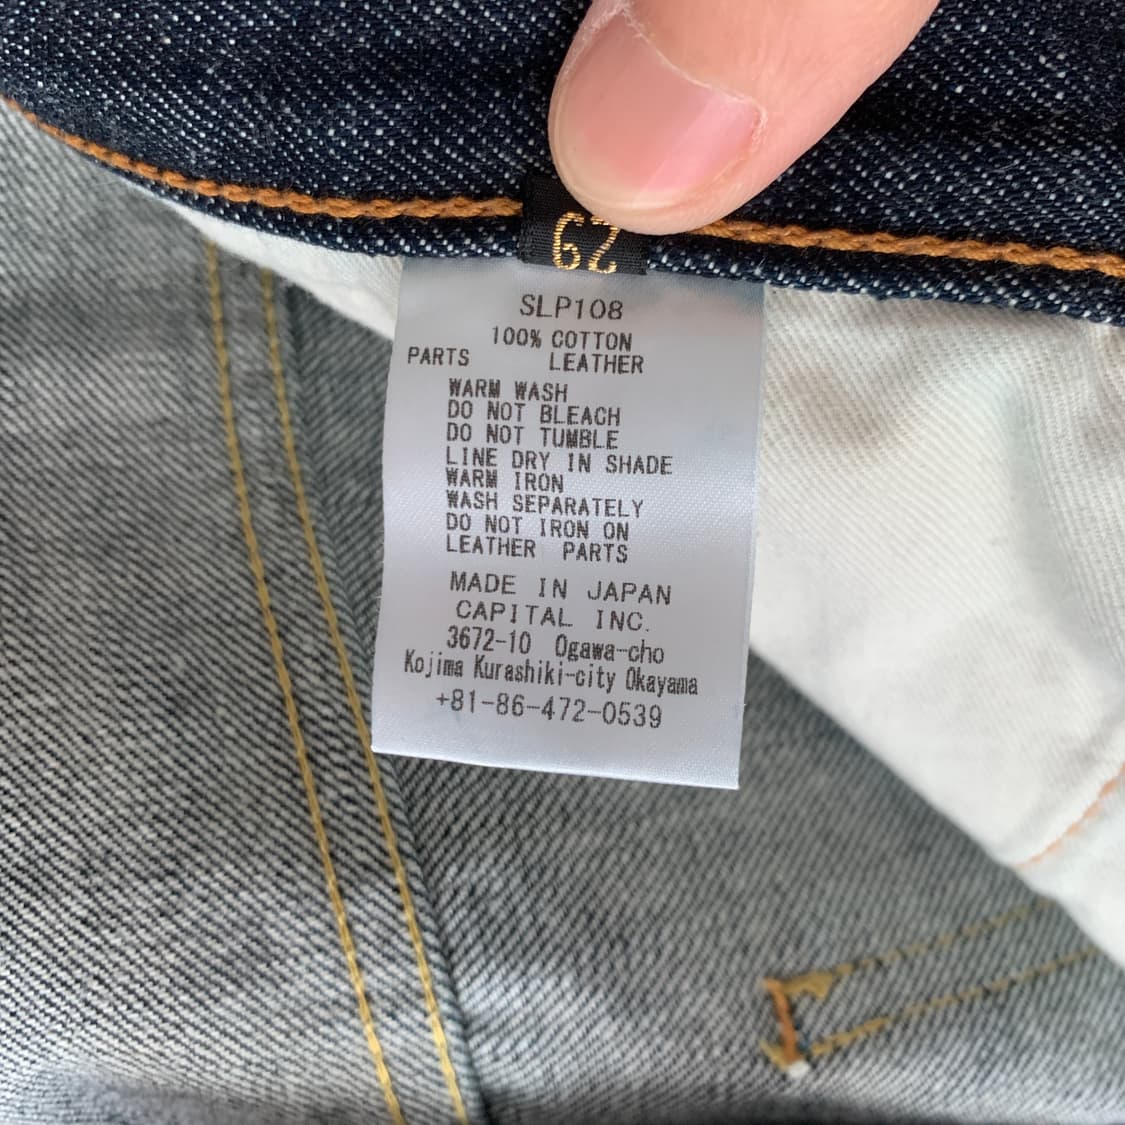 29
SLP108
100% COTTON
PARTS LEATHER
WARM WASH
DO NOT BLEACH
DO NOT TUMBLE
LINE DRY IN SHADE
WARM IRON
WASH SEPARATELY
DO NOT IRON ON
LEATHER PARTS
MADE IN JAPAN
CAPITAL INC.
3672-10 Ogawa-cho
Kojima Kurashiki-city Okayama
+81-86-472-0539